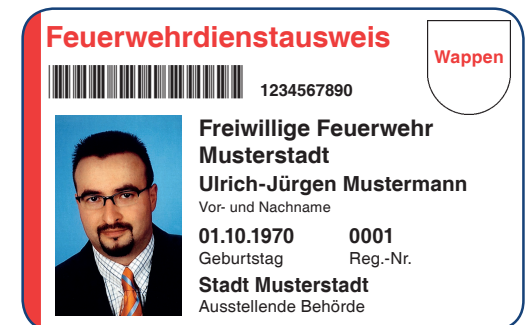 Feuerwehrdienstausweis
Wappen
1234567890
Freiwillige Feuerwehr
Musterstadt
Ulrich-Jürgen Mustermann
Vor- und Nachname
01.10.1970 0001
Geburtstag Reg.-Nr.
Stadt Musterstadt
Ausstellende Behörde